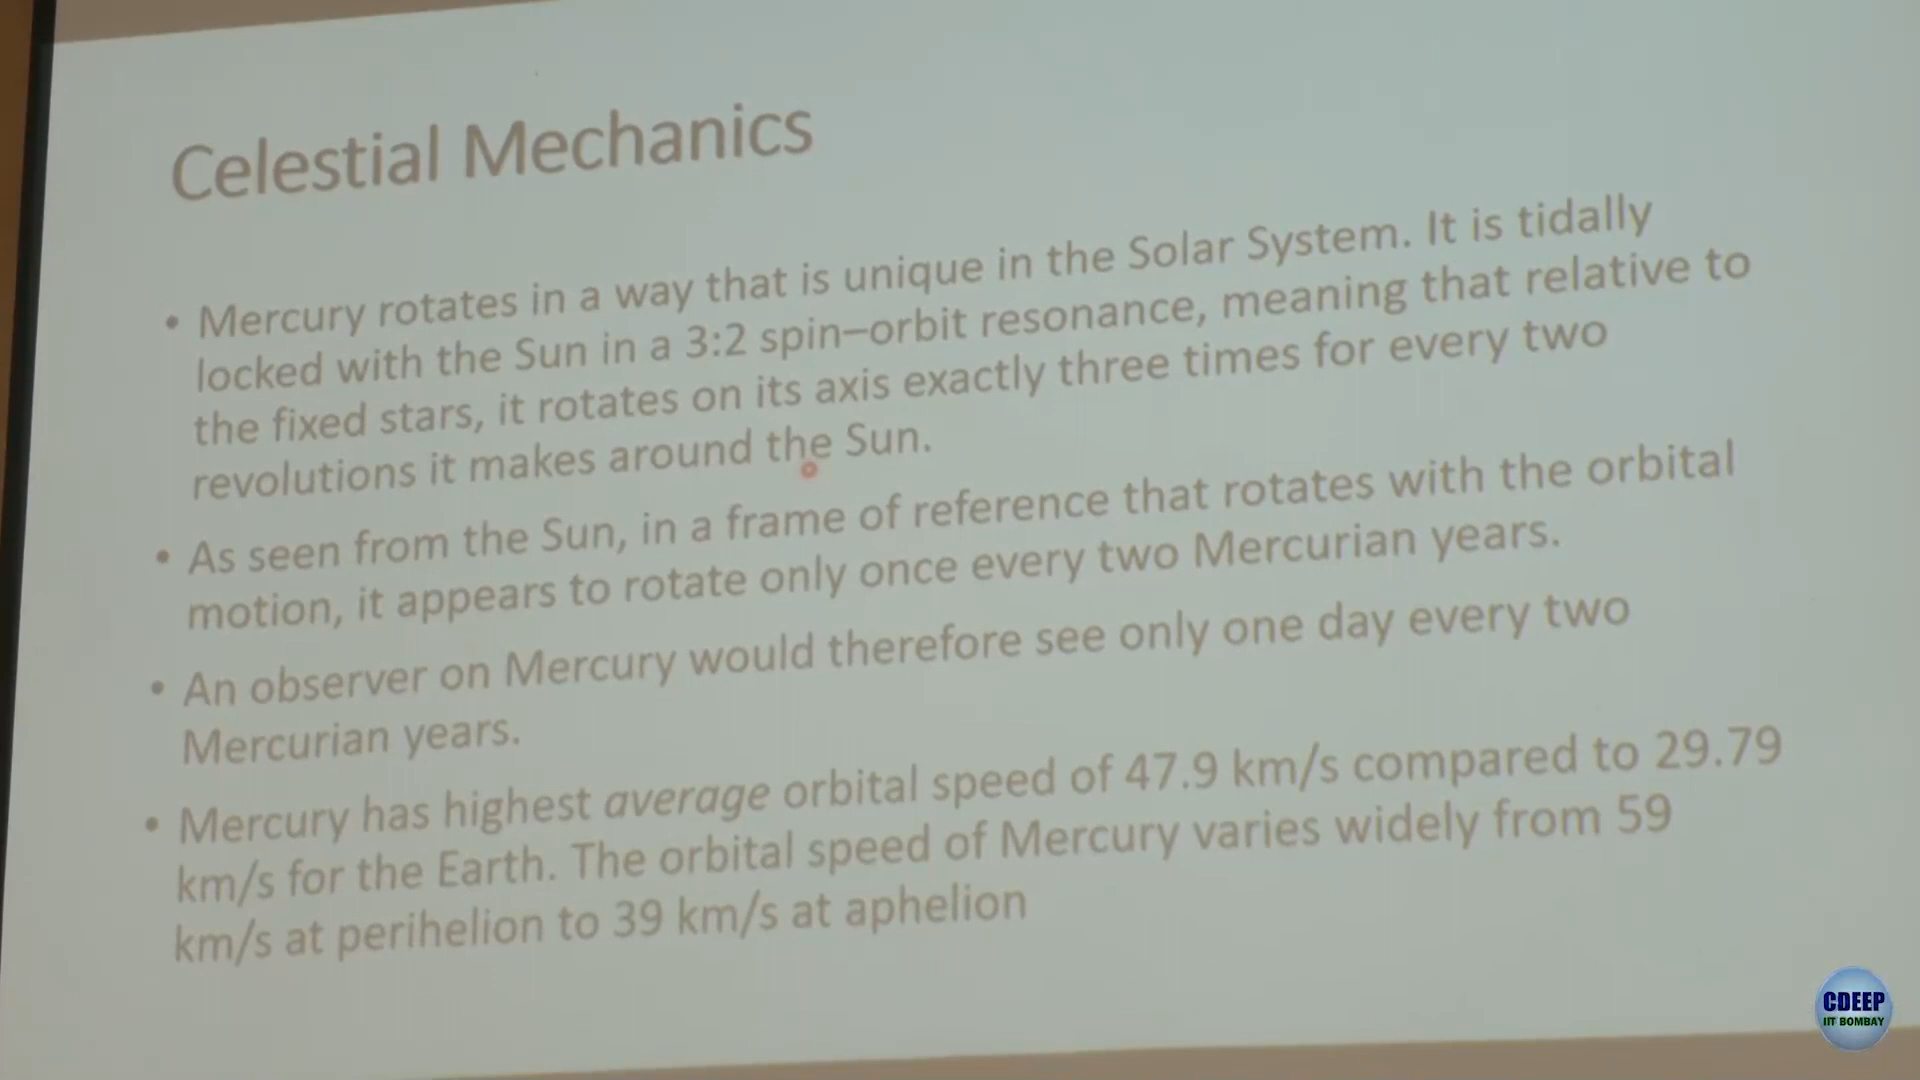 Celestial Mechanics
• Mercury rotates in a way that is unique in the Solar System. It is tidally
locked with the Sun in a 3:2 spin–orbit resonance, meaning that relative to
the fixed stars, it rotates on its axis exactly three times for every two
revolutions it makes around the Sun.
• As seen from the Sun, in a frame of reference that rotates with the orbital
motion, it appears to rotate only once every two Mercurian years.
• An observer on Mercury would therefore see only one day every two
Mercurian years.
• Mercury has highest average orbital speed of 47.9 km/s compared to 29.79
km/s for the Earth. The orbital speed of Mercury varies widely from 59
km/s at perihelion to 39 km/s at aphelion
CDEEP
IIT BOMBAY